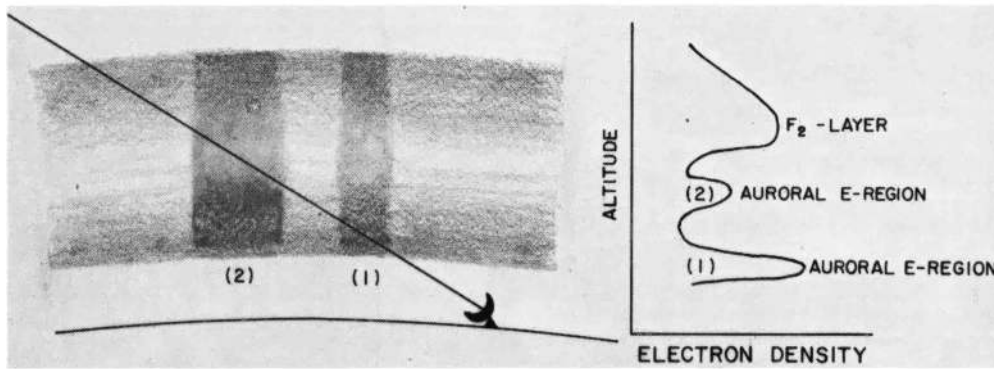 (2)
(1)
ALTITUDE
F₂ -LAYER
(2) AURORAL E-REGION
(1) AURORAL E-REGION
ELECTRON DENSITY